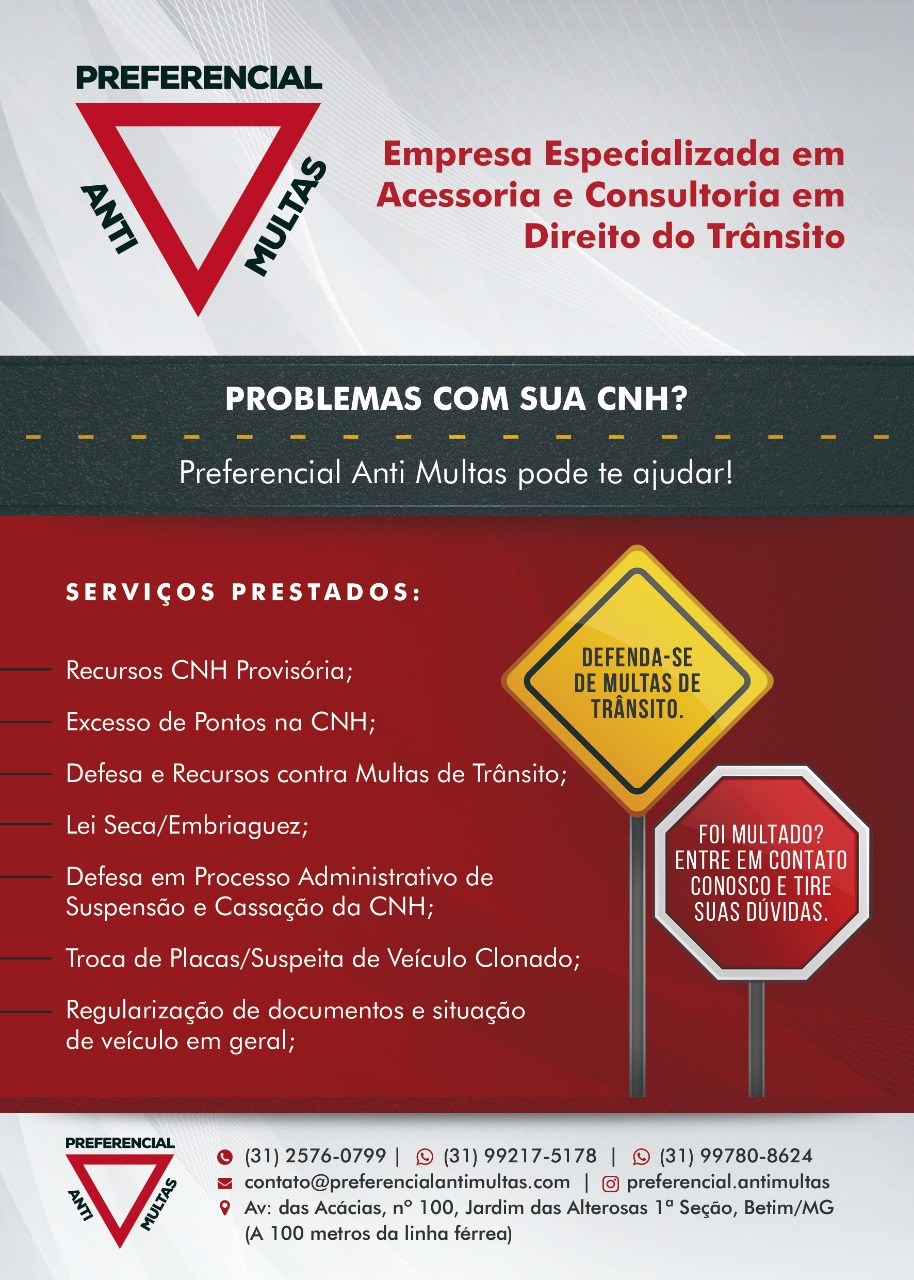 PREFERENCIAL
ANTI
MULTAS
Empresa Especializada em
Acessoria e Consultoria em
Direito do Trânsito
PROBLEMAS COM SUA CNH?
Preferencial Anti Multas pode te ajudar!
SERVIÇOS PRESTADOS:
Recursos CNH Provisória;
Excesso de Pontos na CNH;
Defesa e Recursos contra Multas de Trânsito;
Lei Seca/Embriaguez;
Defesa em Processo Administrativo de
Suspensão e Cassação da CNH;
Troca de Placas/Suspeita de Veículo Clonado;
Regularização de documentos e situação
de veículo em geral;
DEFENDA-SE
DE MULTAS DE
TRÂNSITO.
FOI MULTADO?
ENTRE EM CONTATO
CONOSCO E TIRE
SUAS DÚVIDAS.
PREFERENCIAL
ANTI
MULTAS
(31) 2576-0799 | (31) 99217-5178 | (31) 99780-8624
contato@preferencialantimultas.com | preferencial.antimultas
Av: das Acácias, nº 100, Jardim das Alterosas 1ª Seção, Betim/MG
(A 100 metros da linha férrea)